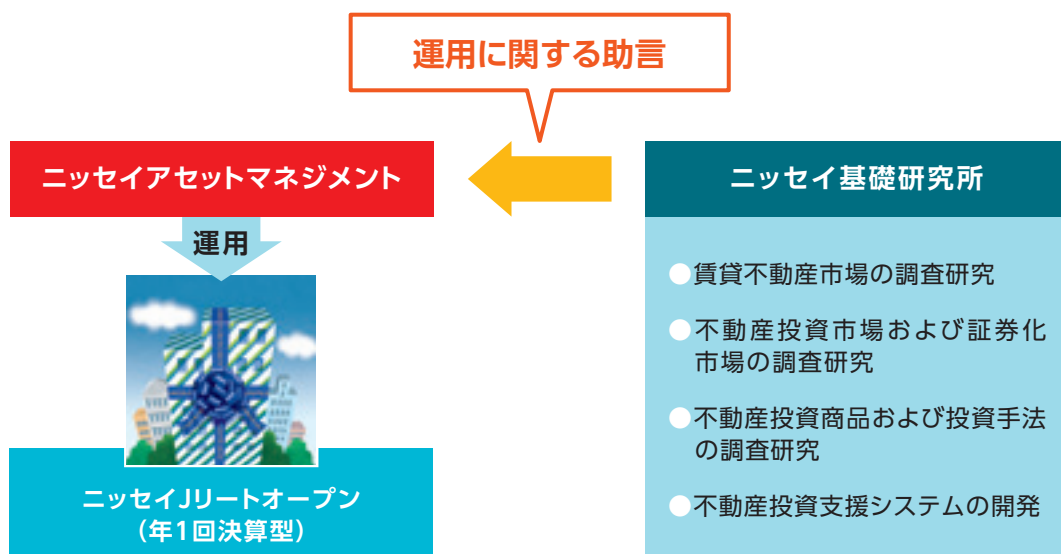 運用に関する助言
ニッセイアセットマネジメント
運用
ニッセイJリートオープン
（年1回決算型）
ニッセイ基礎研究所
●賃貸不動産市場の調査研究
●不動産投資市場および証券化
市場の調査研究
●不動産投資商品および投資手法
の調査研究
●不動産投資支援システムの開発